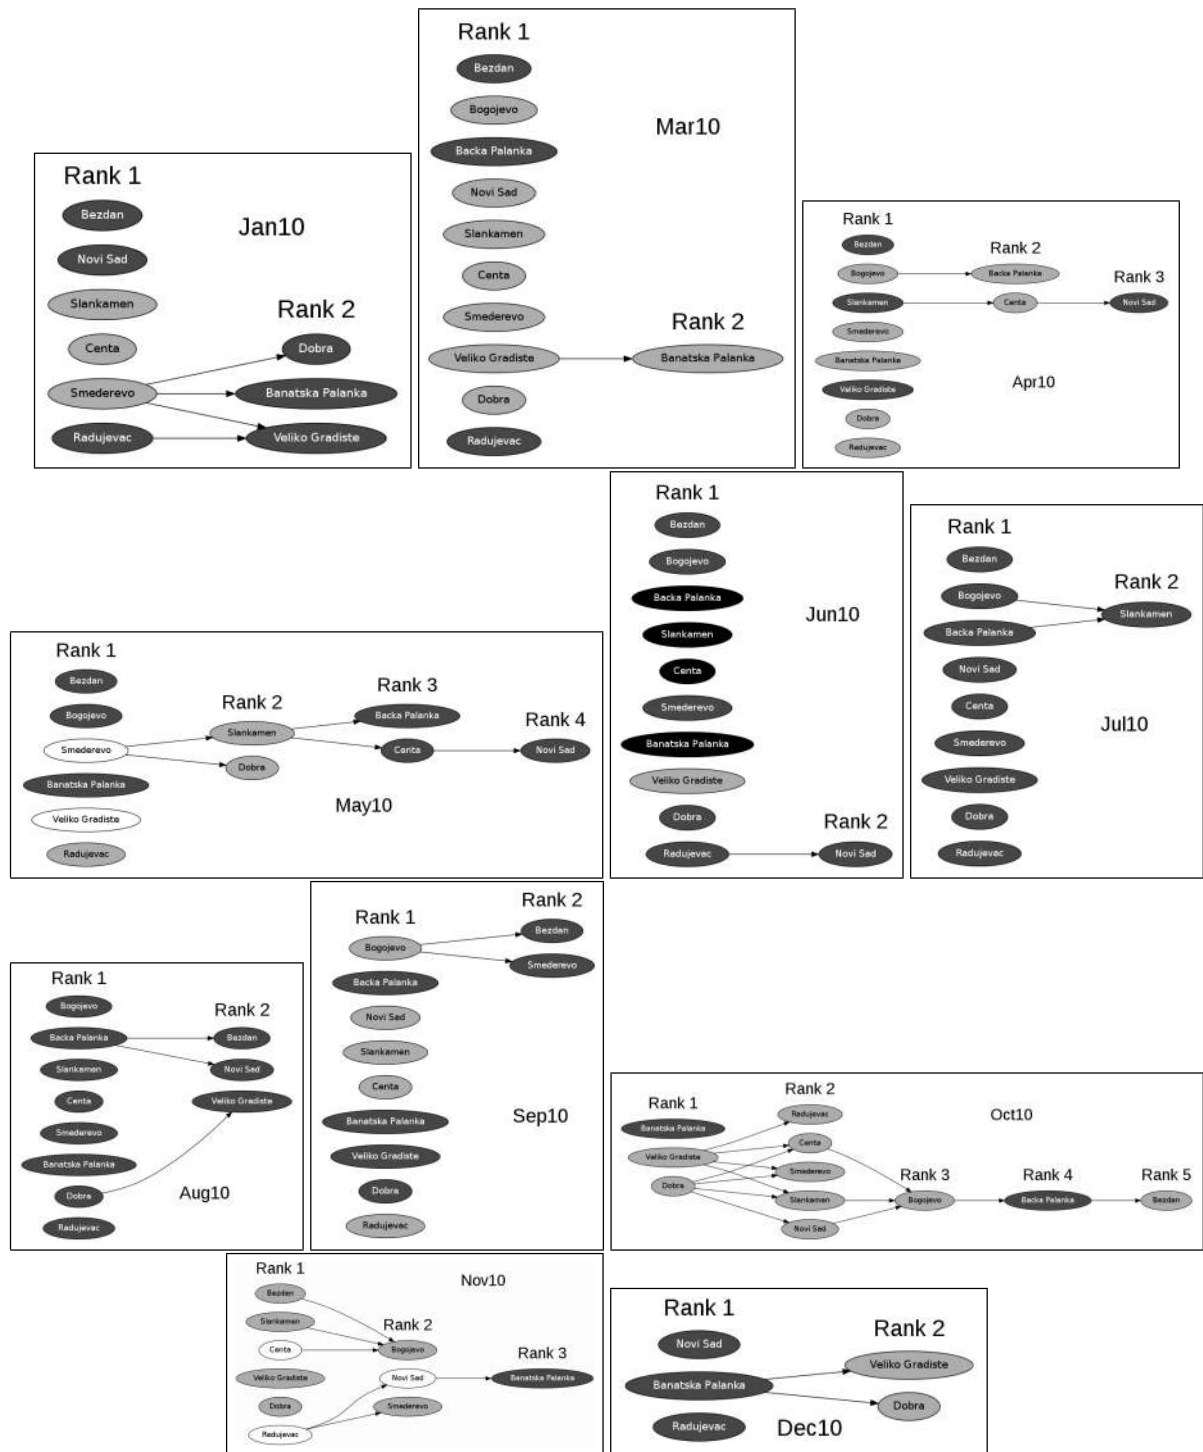 Rank 1
Bezdan
Novi Sad
Slankamen
Centa
Smederevo
Radujevac
Jan10
Rank 2
Dobra
Banatska Palanka
Veliko Gradiste
Rank 1
Bezdan
Bogojevo
Backa Palanka
Novi Sad
Slankamen
Centa
Smederevo
Veliko Gradiste
Dobra
Radujevac
Mar10
Rank 2
Banatska Palanka
Rank 1
Bezdan
Bogojevo
Slankamen
Smederevo
Banatska Palanka
Veliko Gradiste
Dobra
Radujevac
Rank 2
Backa Palanka
Centa
Rank 3
Novi Sad
Apr10
Rank 1
Bezdan
Bogojevo
Smederevo
Banatska Palanka
Veliko Gradiste
Radujevac
Rank 2
Slankamen
Dobra
Rank 3
Backa Palanka
Centa
Rank 4
Novi Sad
May10
Rank 1
Bezdan
Bogojevo
Backa Palanka
Slankamen
Centa
Smederevo
Banatska Palanka
Veliko Gradiste
Dobra
Radujevac
Jun10
Rank 2
Novi Sad
Rank 1
Bezdan
Bogojevo
Backa Palanka
Novi Sad
Centa
Smederevo
Veliko Gradiste
Dobra
Radujevac
Rank 2
Slankamen
Jul10
Rank 1
Bogojevo
Backa Palanka
Slankamen
Centa
Smederevo
Banatska Palanka
Dobra
Radujevac
Rank 2
Bezdan
Novi Sad
Veliko Gradiste
Aug10
Rank 1
Bogojevo
Backa Palanka
Novi Sad
Slankamen
Centa
Banatska Palanka
Veliko Gradiste
Dobra
Radujevac
Rank 2
Bezdan
Smederevo
Sep10
Rank 1
Banatska Palanka
Veliko Gradiste
Dobra
Rank 2
Radujevac
Centa
Smederevo
Slankamen
Novi Sad
Oct10
Rank 3
Bogojevo
Rank 4
Backa Palanka
Rank 5
Bezdan
Rank 1
Bezdan
Slankamen
Centa
Veliko Gradiste
Dobra
Radujevac
Nov10
Rank 2
Bogojevo
Novi Sad
Smederevo
Rank 3
Banatska Palanka
Rank 1
Novi Sad
Banatska Palanka
Radujevac
Rank 2
Veliko Gradiste
Dobra
Dec10